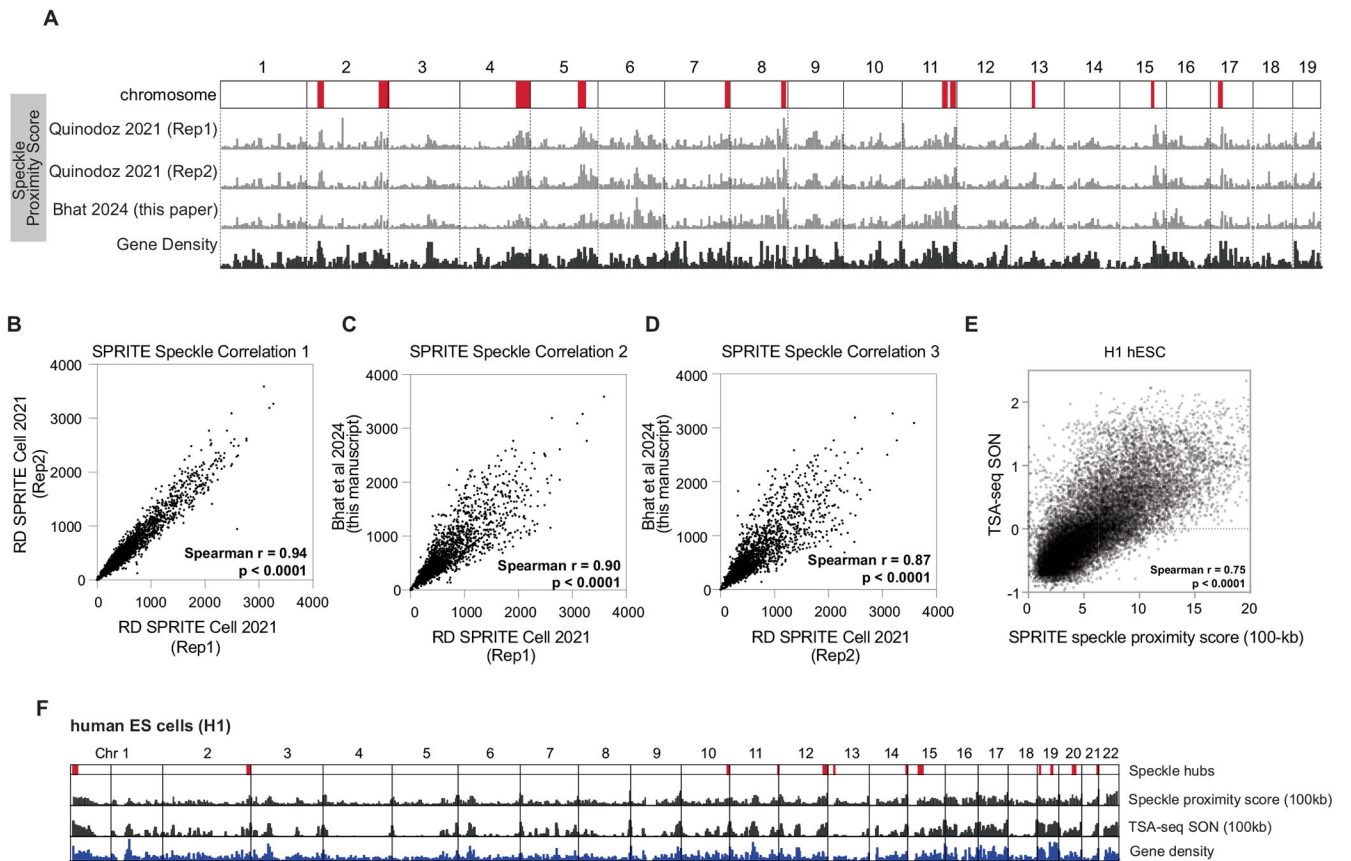 A
1 2 3 4 5 6 7 8 9 10 11 12 13 14 15 16 17 18 19
chromosome
Speckle
Proximity Score
Quinodoz 2021 (Rep1)
Quinodoz 2021 (Rep2)
Bhat 2024 (this paper)
Gene Density
B
SPRITE Speckle Correlation 1
RD SPRITE Cell 2021
(Rep2)
4000
3000
2000
1000
0
Spearman r = 0.94
p < 0.0001
0 1000 2000 3000 4000
RD SPRITE Cell 2021
(Rep1)
C
SPRITE Speckle Correlation 2
Bhat et al 2024
(this manuscript)
4000
3000
2000
1000
0
Spearman r = 0.90
p < 0.0001
0 1000 2000 3000 4000
RD SPRITE Cell 2021
(Rep1)
D
SPRITE Speckle Correlation 3
Bhat et al 2024
(this manuscript)
4000
3000
2000
1000
0
Spearman r = 0.87
p < 0.0001
0 1000 2000 3000 4000
RD SPRITE Cell 2021
(Rep2)
E
H1 hESC
TSA-seq SON
2
1
0
-1
Spearman r = 0.75
p < 0.0001
0 5 10 15 20
SPRITE speckle proximity score (100-kb)
F
human ES cells (H1)
Chr 1 2 3 4 5 6 7 8 9 10 11 12 13 14 15 16 17 18 19 20 21 22
Speckle hubs
Speckle proximity score (100kb)
TSA-seq SON (100kb)
Gene density